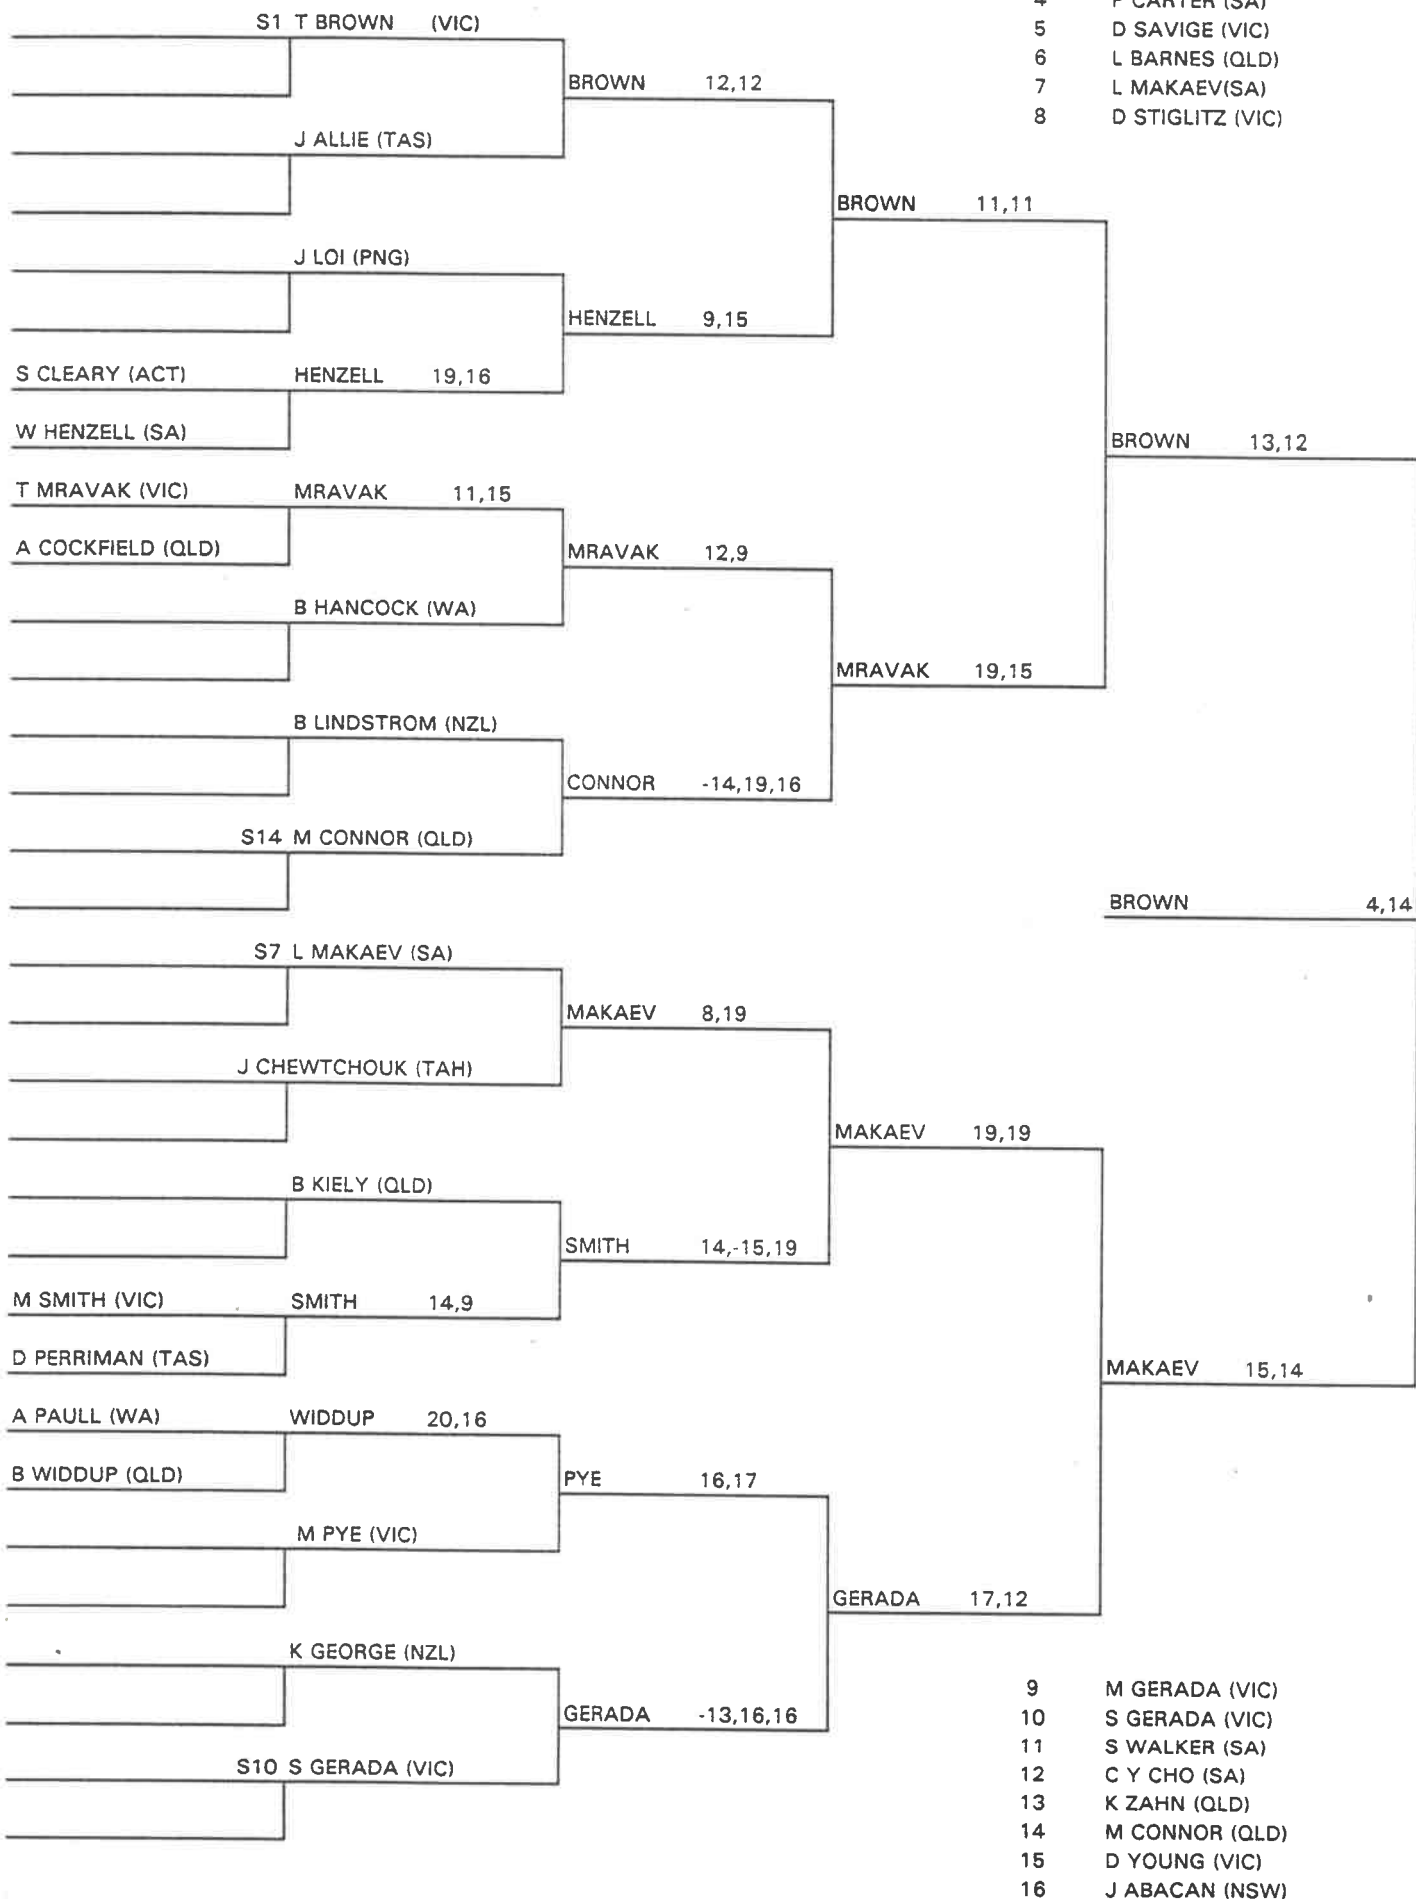 4 P CARTER (SA)
S1 T BROWN (VIC)
5 D SAVIGE (VIC)
6 L BARNES (QLD)
BROWN 12,12
7 L MAKAEV(SA)
8 D STIGLITZ (VIC)
J ALLIE (TAS)
BROWN 11,11
J LOI (PNG)
HENZELL 9,15
S CLEARY (ACT) HENZELL 19,16
W HENZELL (SA)
BROWN 13,12
T MRAVAK (VIC) MRAVAK 11,15
A COCKFIELD (QLD)
MRAVAK 12,9
B HANCOCK (WA)
MRAVAK 19,15
B LINDSTROM (NZL)
CONNOR -14,19,16
S14 M CONNOR (QLD)
BROWN 4,14
S7 L MAKAEV (SA)
MAKAEV 8,19
J CHEWTCHOUK (TAH)
MAKAEV 19,19
B KIELY (QLD)
SMITH 14,-15,19
M SMITH (VIC) SMITH 14,9
D PERRIMAN (TAS)
MAKAEV 15,14
A PAULL (WA) WIDDUP 20,16
B WIDDUP (QLD)
PYE 16,17
M PYE (VIC)
GERADA 17,12
K GEORGE (NZL)
9 M GERADA (VIC)
GERADA -13,16,16
10 S GERADA (VIC)
11 S WALKER (SA)
S10 S GERADA (VIC)
12 C Y CHO (SA)
13 K ZAHN (QLD)
14 M CONNOR (QLD)
15 D YOUNG (VIC)
16 J ABACAN (NSW)